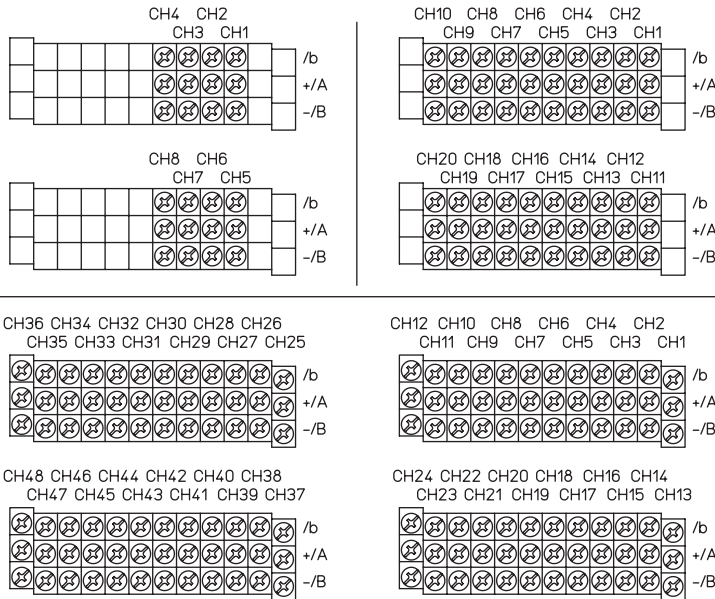 CH4 CH2
CH3 CH1
/b
+/A
−/B
CH8 CH6
CH7 CH5
/b
+/A
−/B
CH10 CH8 CH6 CH4 CH2
CH9 CH7 CH5 CH3 CH1
/b
+/A
−/B
CH20 CH18 CH16 CH14 CH12
CH19 CH17 CH15 CH13 CH11
/b
+/A
−/B
CH36 CH34 CH32 CH30 CH28 CH26
CH35 CH33 CH31 CH29 CH27 CH25
/b
+/A
−/B
CH48 CH46 CH44 CH42 CH40 CH38
CH47 CH45 CH43 CH41 CH39 CH37
/b
+/A
−/B
CH12 CH10 CH8 CH6 CH4 CH2
CH11 CH9 CH7 CH5 CH3 CH1
/b
+/A
−/B
CH24 CH22 CH20 CH18 CH16 CH14
CH23 CH21 CH19 CH17 CH15 CH13
/b
+/A
−/B